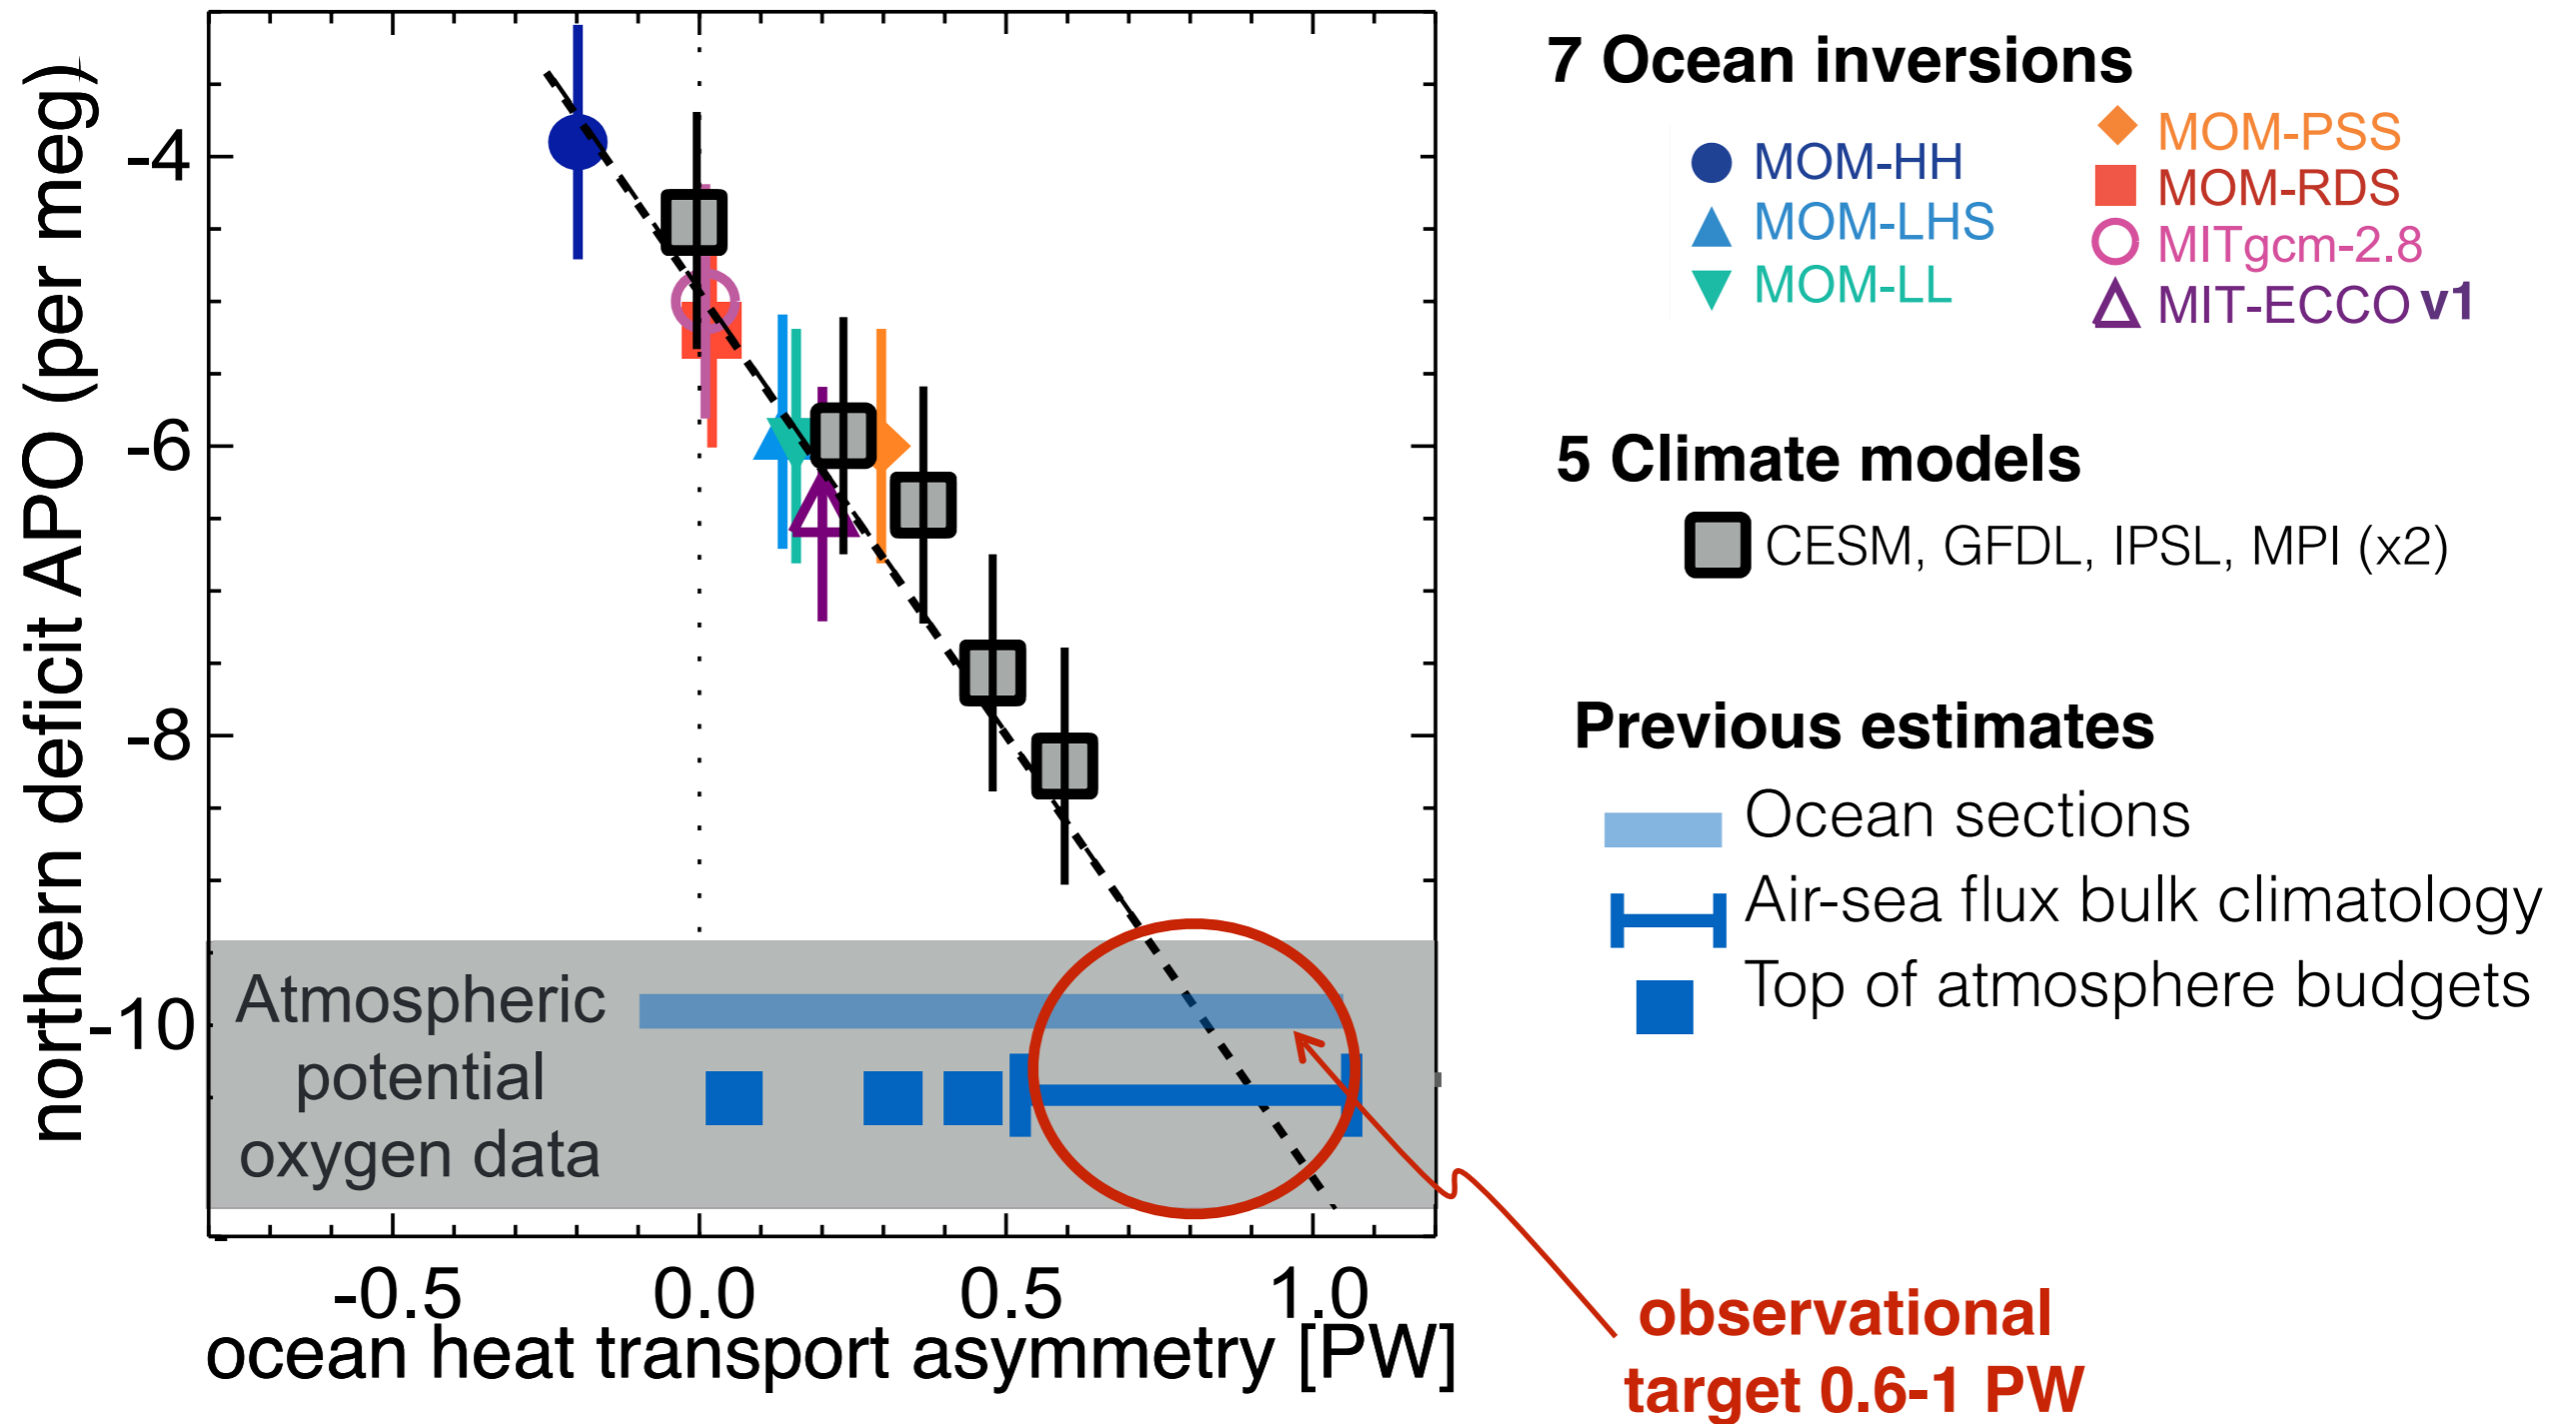 northern deficit APO (per meg)
-4
-6
-8
-10
Atmospheric
potential
oxygen data
-0.5
0.0
0.5
1.0
ocean heat transport asymmetry [PW]
7 Ocean inversions
MOM-HH
MOM-LHS
MOM-LL
MOM-PSS
MOM-RDS
MITgcm-2.8
MIT-ECCO v1
5 Climate models
CESM, GFDL, IPSL, MPI (x2)
Previous estimates
Ocean sections
Air-sea flux bulk climatology
Top of atmosphere budgets
observational
target 0.6-1 PW